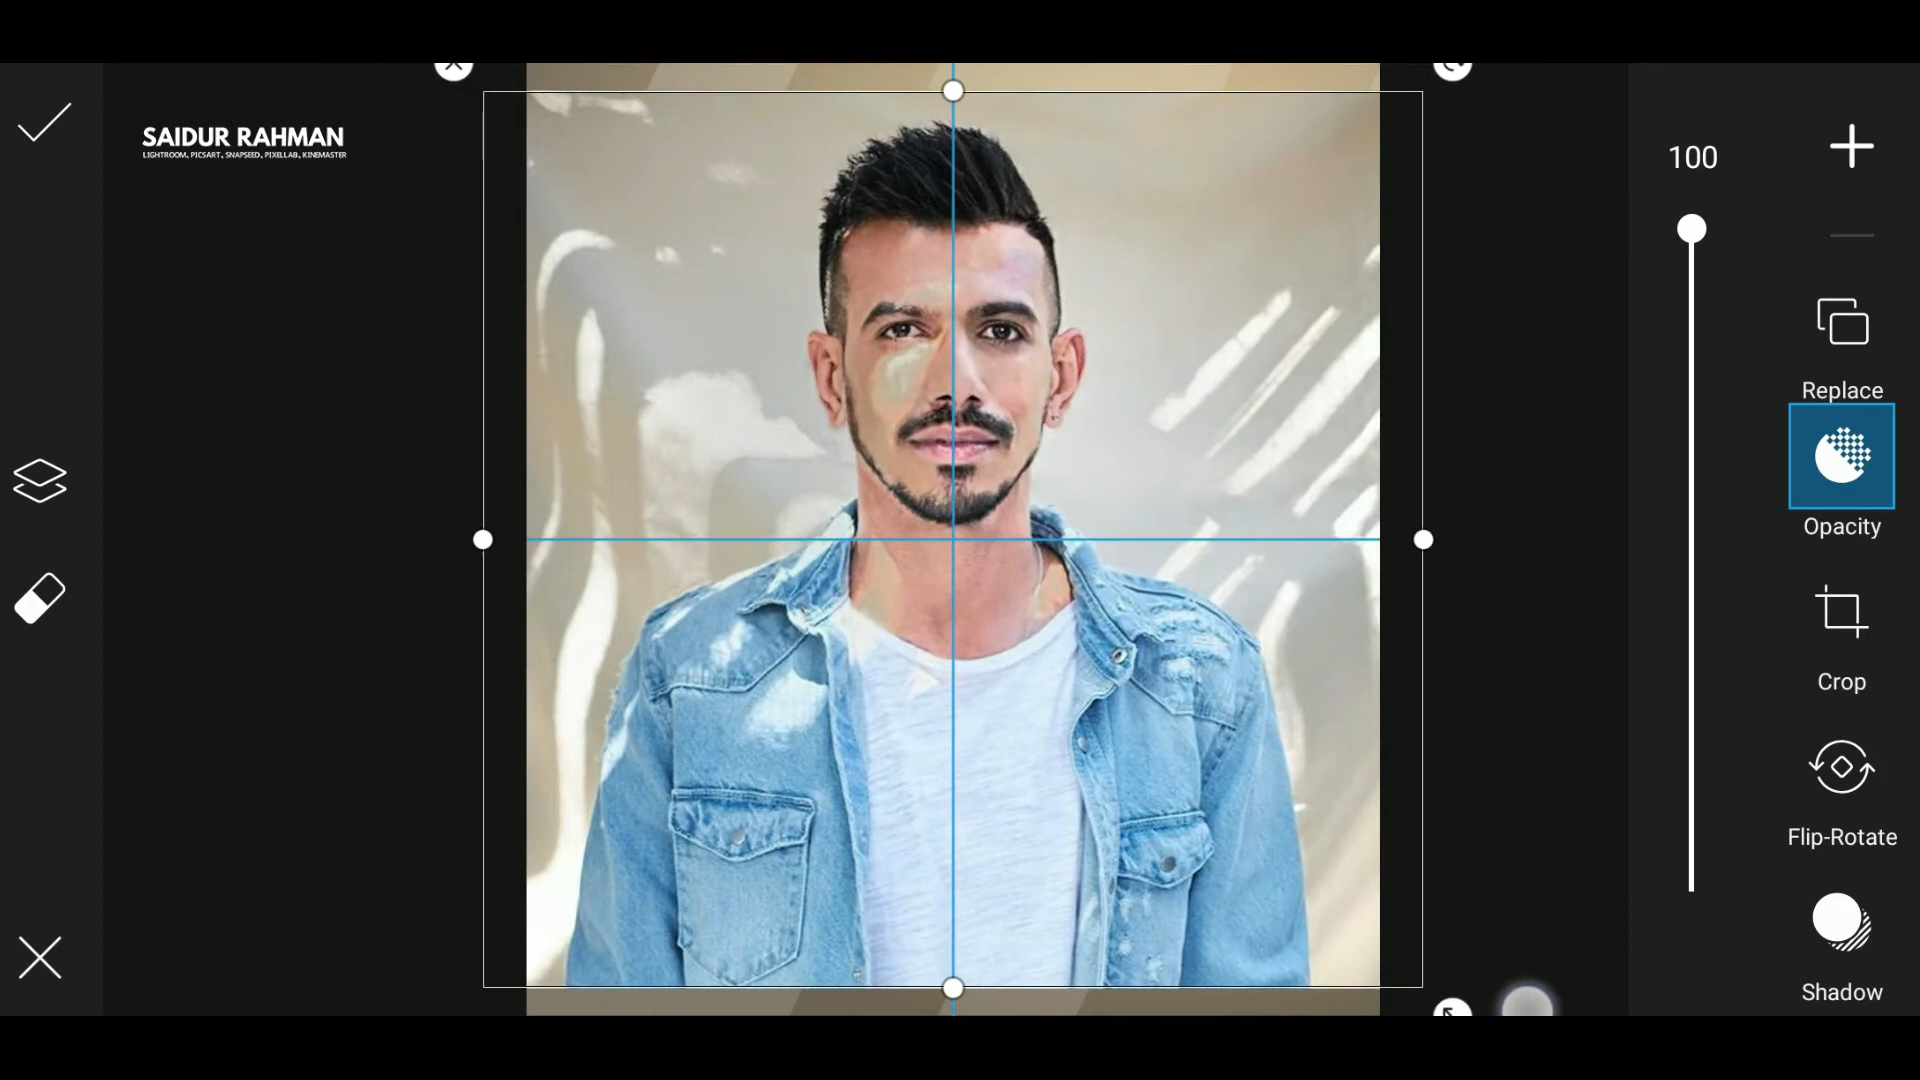 SAIDUR RAHMAN
LIGHTROOM, PICSART, SNAPSEED, PIXELLAB, KINEMASTER
100
Replace
Opacity
Crop
Flip-Rotate
Shadow